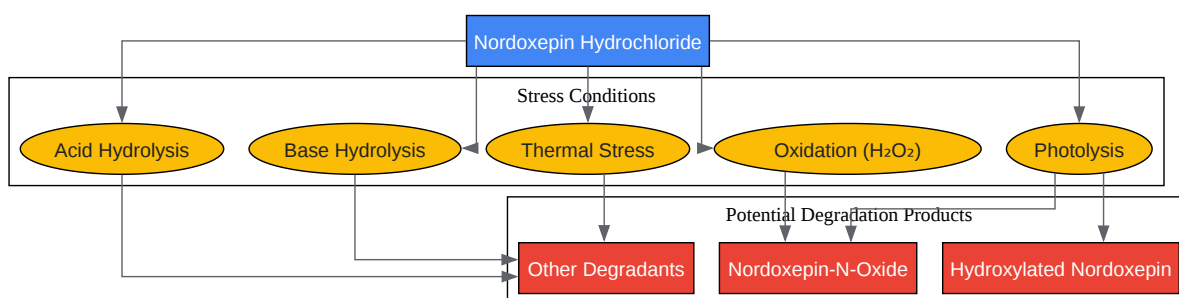 Nordoxepin Hydrochloride
Stress Conditions
Acid Hydrolysis
Base Hydrolysis
Thermal Stress
Oxidation (H₂O₂)
Photolysis
Potential Degradation Products
Other Degradants
Nordoxepin-N-Oxide
Hydroxylated Nordoxepin